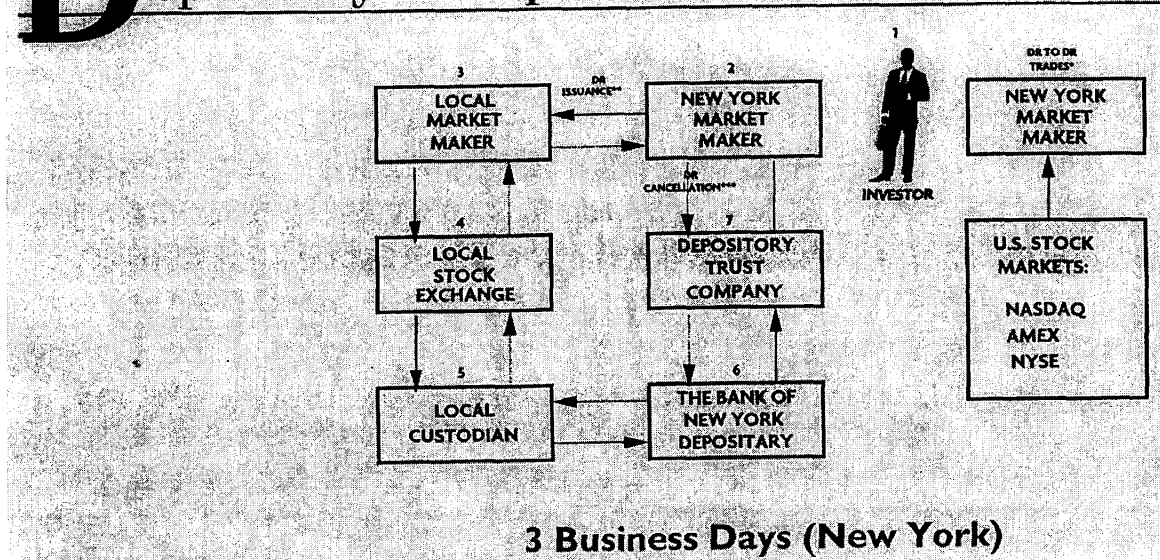 3
LOCAL
MARKET
MAKER
DR
ISSUANCE**
2
NEW YORK
MARKET
MAKER
1
INVESTOR
DR TO DR
TRADES*
NEW YORK
MARKET
MAKER
DR
CANCELLATION***
4
LOCAL
STOCK
EXCHANGE
7
DEPOSITORY
TRUST
COMPANY
U.S. STOCK
MARKETS:
NASDAQ
AMEX
NYSE
5
LOCAL
CUSTODIAN
6
THE BANK OF
NEW YORK
DEPOSITARY
3 Business Days (New York)